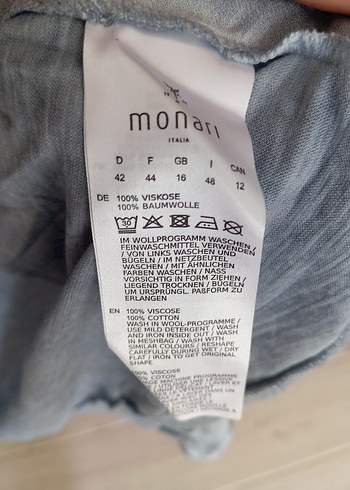 monari
ITALIA
D F GB I CAN
42 44 16 48 12
DE 100% VISKOSE
100% BAUMWOLLE
30
IM WOLLPROGRAMM WASCHEN /
FEINWASCHMITTEL VERWENDEN
/ VON LINKS WASCHEN UND
BÜGELN / IM NETZBEUTEL
WASCHEN / MIT ÄHNLICHEN
FARBEN WASCHEN / NASS
VORSICHTIG IN FORM ZIEHEN /
LIEGEND TROCKNEN / BÜGELN
UM URSPRÜNGL. PAßFORM ZU
ERLANGEN
EN 100% VISCOSE
100% COTTON
WASH IN WOOL-PROGRAMME /
USE MILD DETERGENT / WASH
AND IRON INSIDE OUT / WASH
IN MESHBAG / WASH WITH
SIMILAR COLOURS / RESHAPE
CAREFULLY DURING WET / DRY
FLAT / IRON TO GET ORIGINAL
SHAPE
VISCOSE
COTON